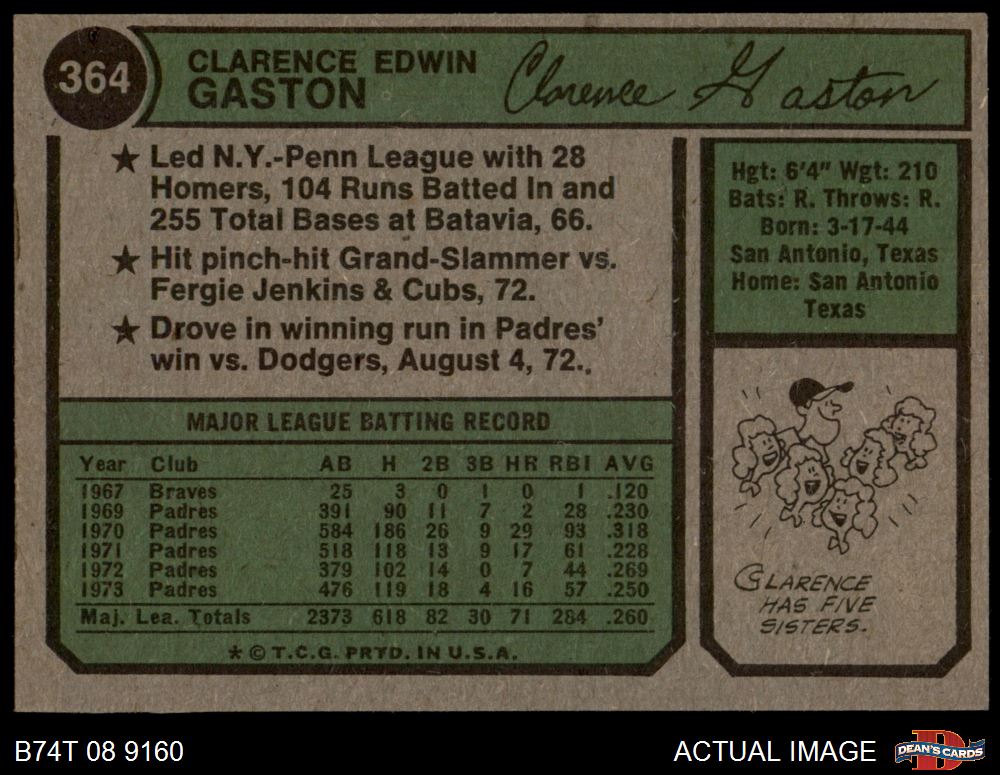 364
CLARENCE EDWIN
GASTON
Clarence Gaston
★ Led N.Y.-Penn League with 28
Homers, 104 Runs Batted In and
255 Total Bases at Batavia, 66.
★ Hit pinch-hit Grand-Slammer vs.
Fergie Jenkins & Cubs, 72.
★ Drove in winning run in Padres'
win vs. Dodgers, August 4, 72.
Hgt: 6'4" Wgt: 210
Bats: R. Throws: R.
Born: 3-17-44
San Antonio, Texas
Home: San Antonio
Texas
MAJOR LEAGUE BATTING RECORD
Year Club AB H 2B 3B HR RBI AVG
1967 Braves 25 3 0 1 0 1 .120
1969 Padres 391 90 11 7 2 28 .230
1970 Padres 584 186 26 9 29 93 .318
1971 Padres 518 118 13 9 17 61 .228
1972 Padres 379 102 14 0 7 44 .269
1973 Padres 476 119 18 4 16 57 .250
Maj. Lea. Totals 2373 618 82 30 71 284 .260
* © T.C.G. PRTD. IN U.S.A.
CLARENCE
HAS FIVE
SISTERS.
B74T 08 9160
ACTUAL IMAGE
DEAN'S CARDS